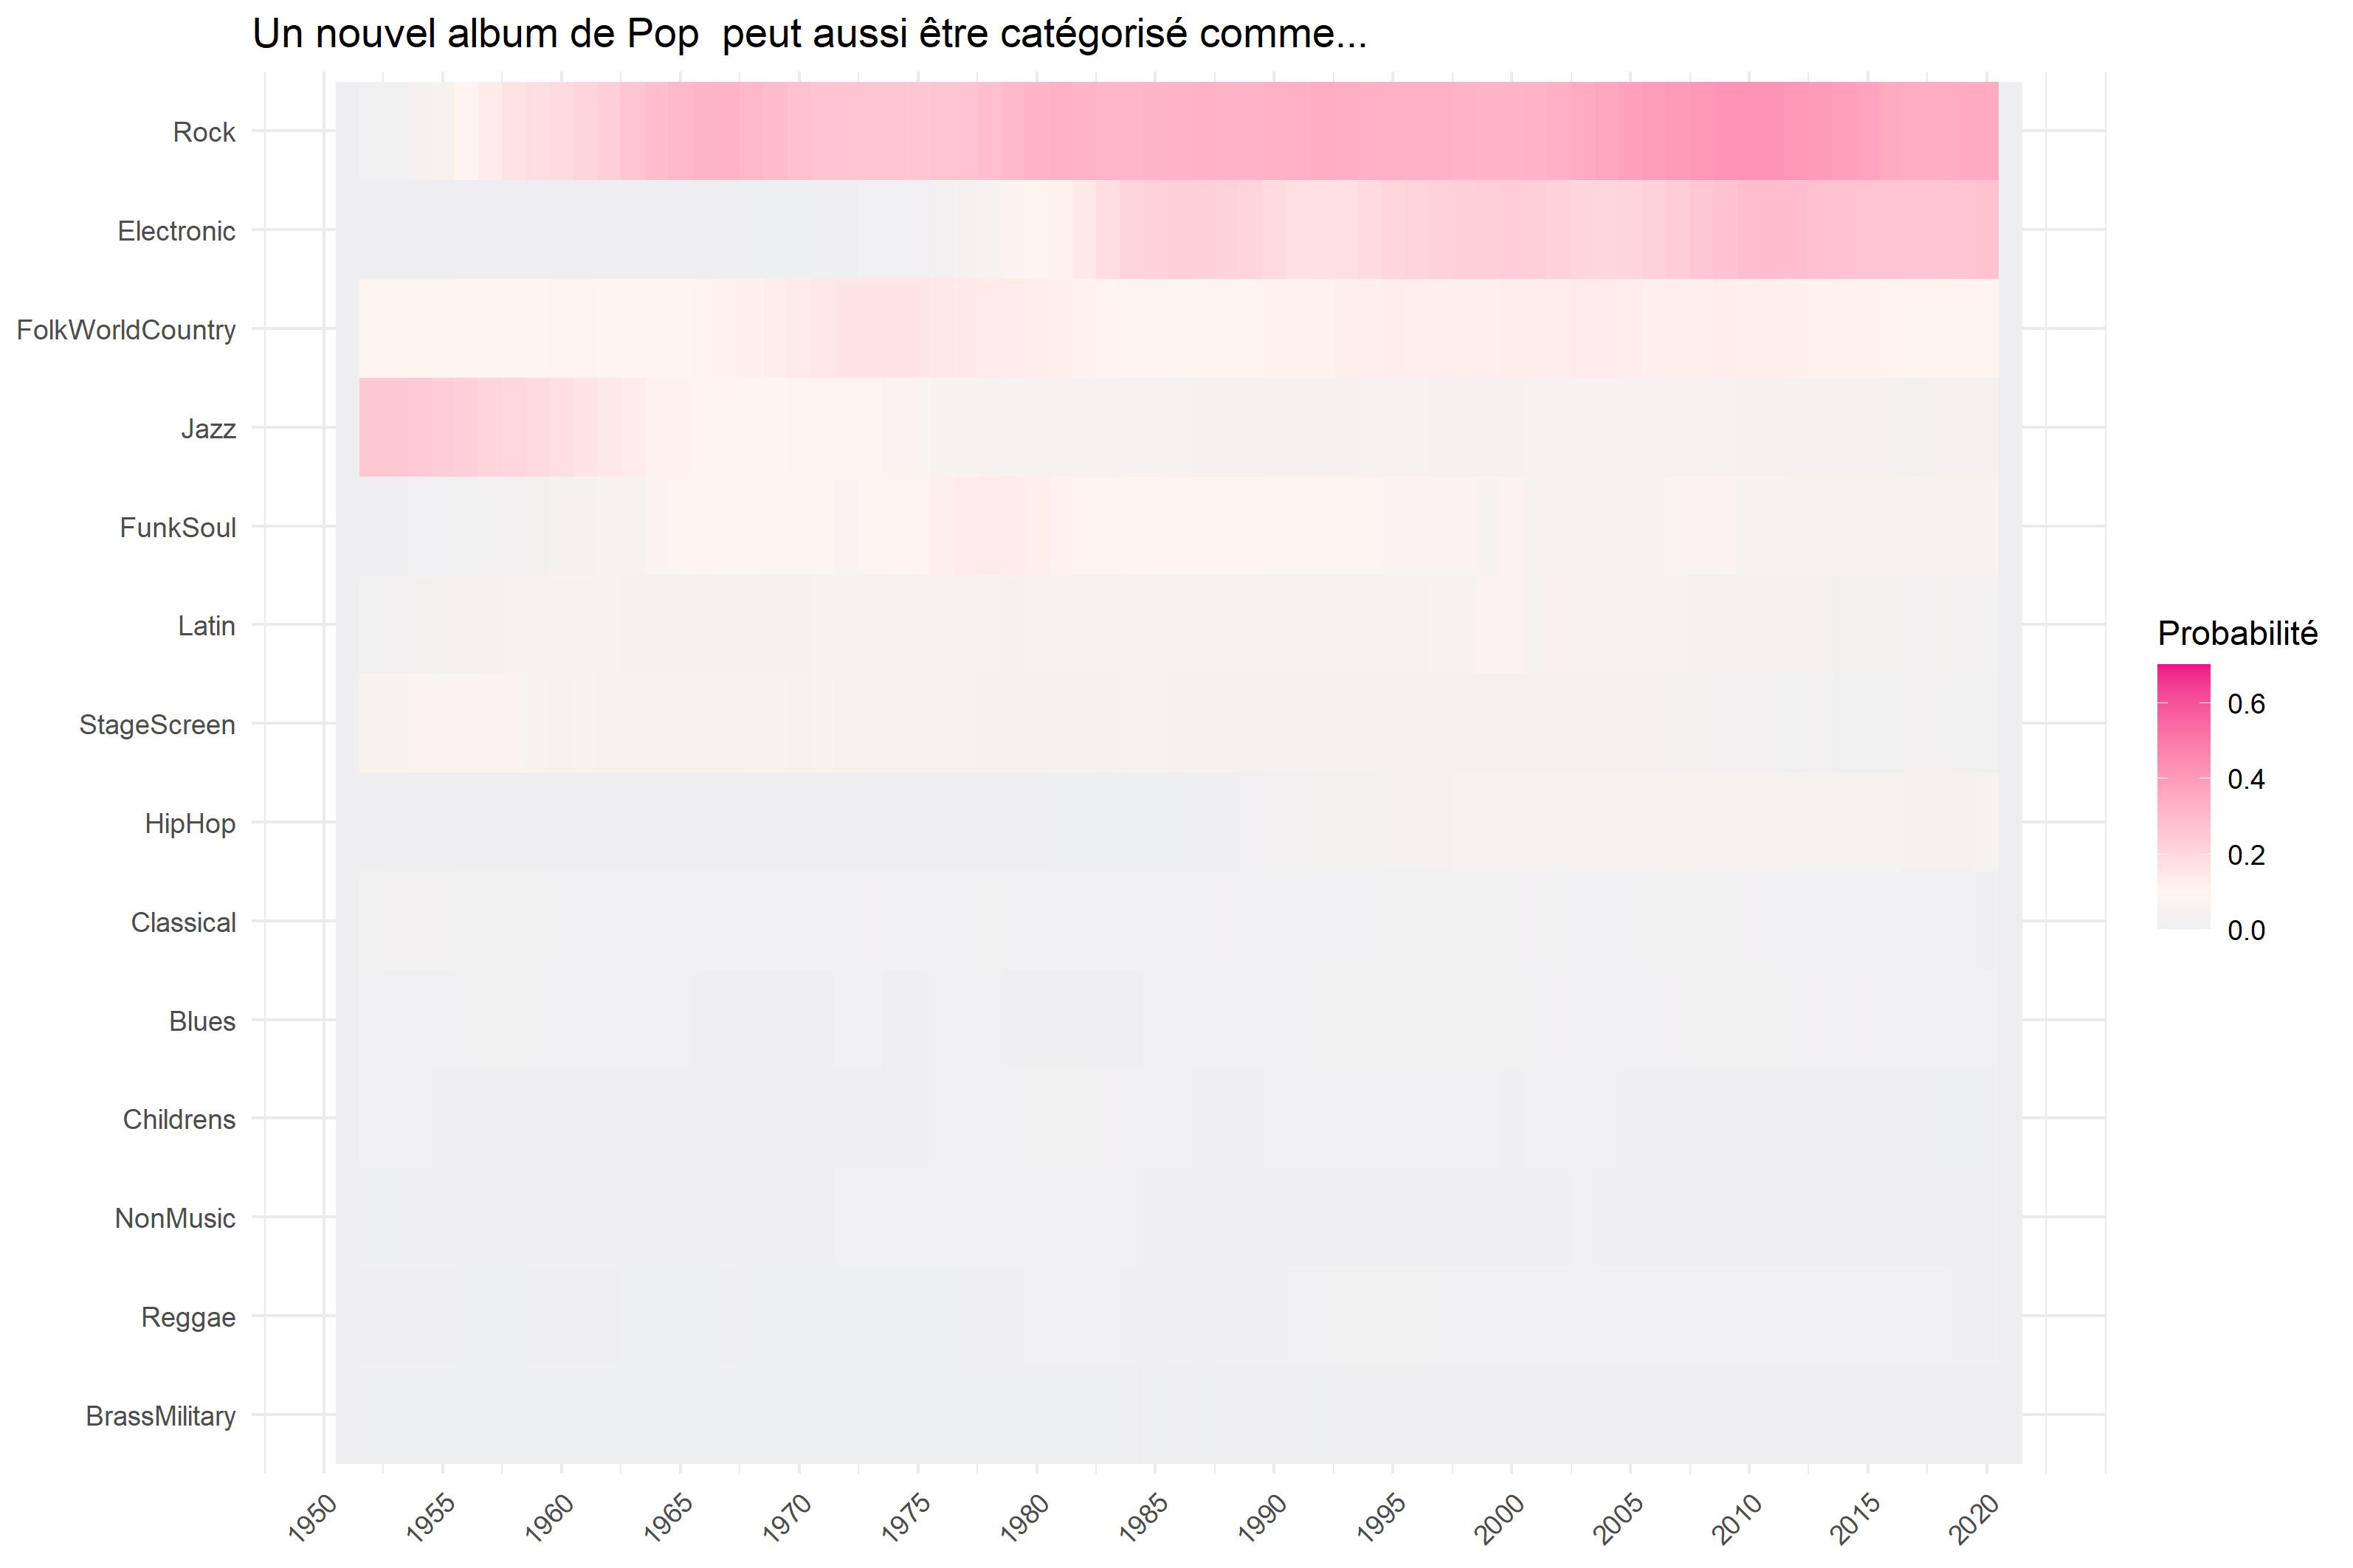 Un nouvel album de Pop  peut aussi être catégorisé comme...
Rock
Electronic
FolkWorldCountry
Jazz
FunkSoul
Latin
StageScreen
HipHop
Classical
Blues
Childrens
NonMusic
Reggae
BrassMilitary
1950
1955
1960
1965
1970
1975
1980
1985
1990
1995
2000
2005
2010
2015
2020
Probabilité
0.6
0.4
0.2
0.0